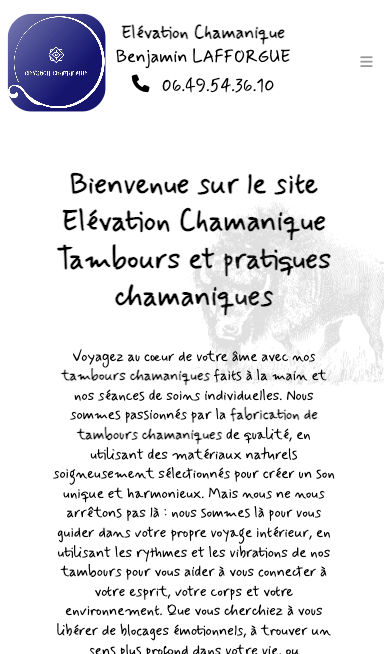 Elévation Chamanique
Benjamin LAFFORGUE
06.49.54.36.10
élévation chamanique
Bienvenue sur le site
Elévation Chamanique
Tambours et pratiques
chamaniques
Voyagez au cœur de votre âme avec nos
tambours chamaniques faits à la main et
nos séances de soins individuelles. Nous
sommes passionnés par la fabrication de
tambours chamaniques de qualité, en
utilisant des matériaux naturels
soigneusement sélectionnés pour créer un son
unique et harmonieux. Mais nous ne nous
arrêtons pas là : nous sommes là pour vous
guider dans votre propre voyage intérieur, en
utilisant les rythmes et les vibrations de nos
tambours pour vous aider à vous connecter à
votre esprit, votre corps et votre
environnement. Que vous cherchiez à vous
libérer de blocages émotionnels, à trouver un
sens plus profond dans votre vie, ou